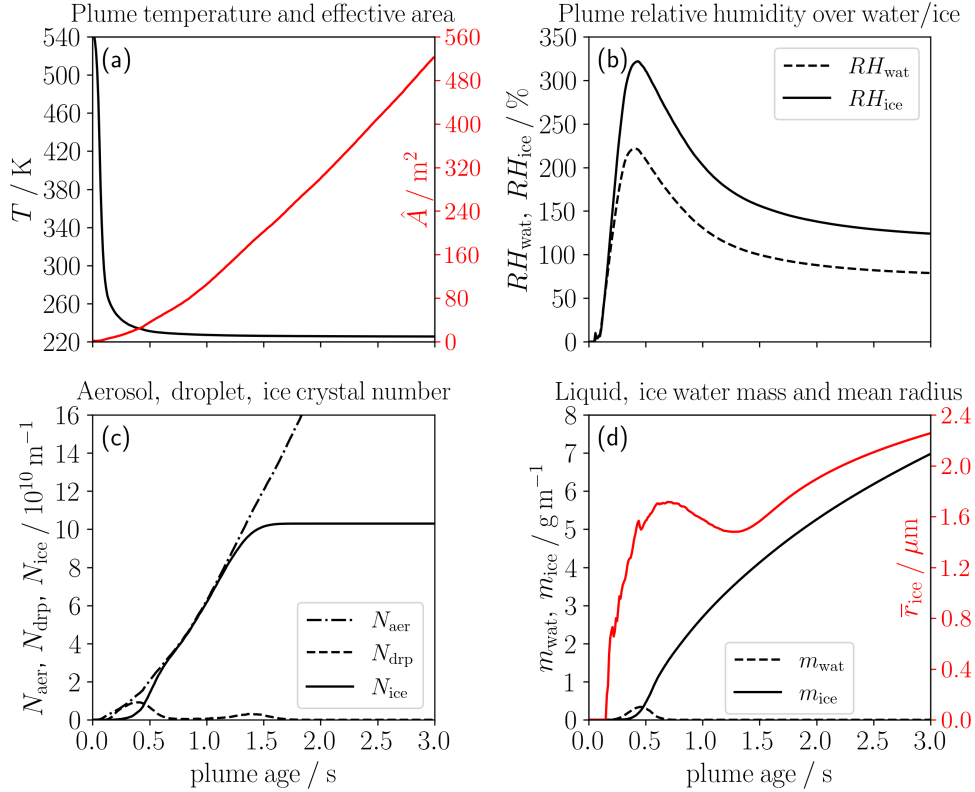 Plume temperature and effective area
540
500
460
420
380
340
300
260
220
T / K
(a)
560
480
400
320
240
160
80
0
Â / m²
Plume relative humidity over water/ice
350
300
250
200
150
100
50
0
RH_wat, RH_ice / %
(b)
RH_wat
RH_ice
Aerosol, droplet, ice crystal number
16
14
12
10
8
6
4
2
0
N_aer, N_drp, N_ice / 10¹⁰ m⁻¹
(c)
N_aer
N_drp
N_ice
0.0 0.5 1.0 1.5 2.0 2.5 3.0
plume age / s
Liquid, ice water mass and mean radius
8
7
6
5
4
3
2
1
0
m_wat, m_ice / g m⁻¹
(d)
m_wat
m_ice
2.4
2.0
1.6
1.2
0.8
0.4
0.0
r̅_ice / μm
0.0 0.5 1.0 1.5 2.0 2.5 3.0
plume age / s